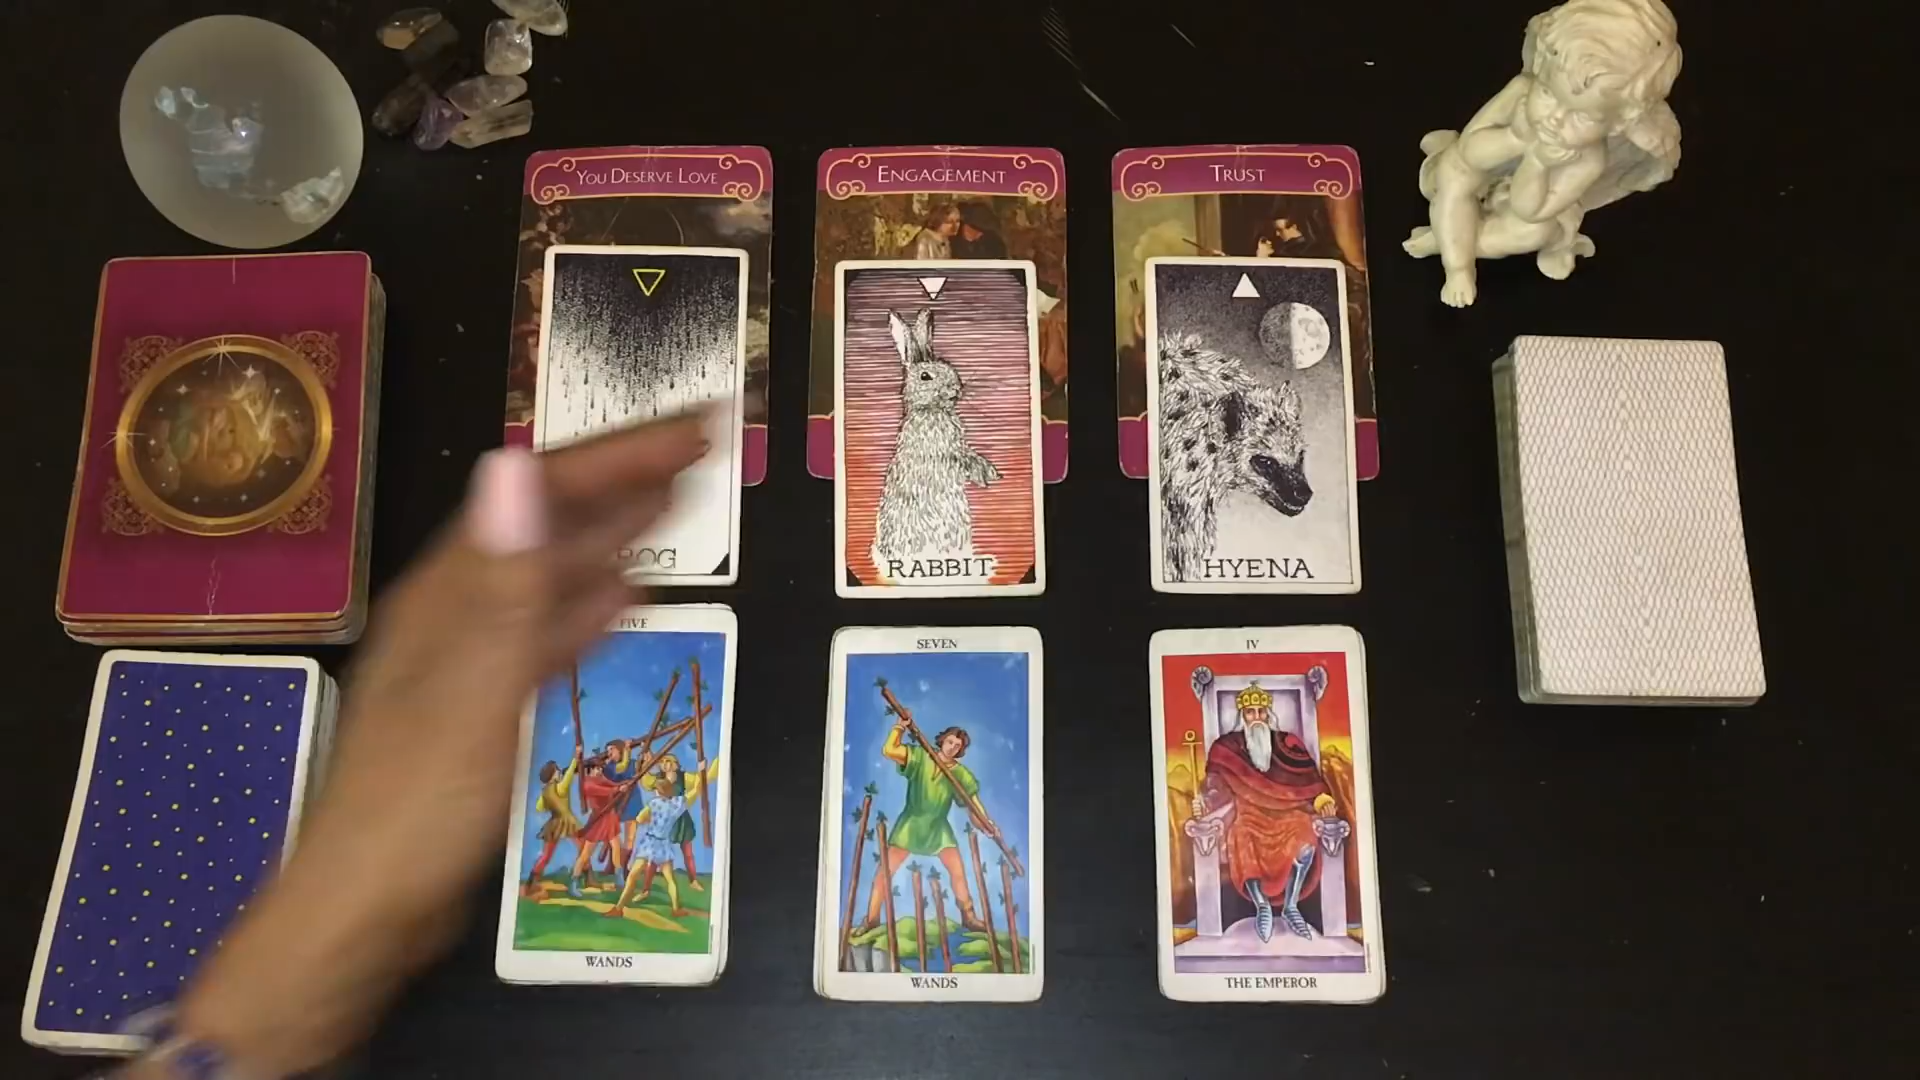 YOU DESERVE LOVE
ENGAGEMENT
TRUST
RABBIT
HYENA
FIVE
WANDS
SEVEN
WANDS
IV
THE EMPEROR